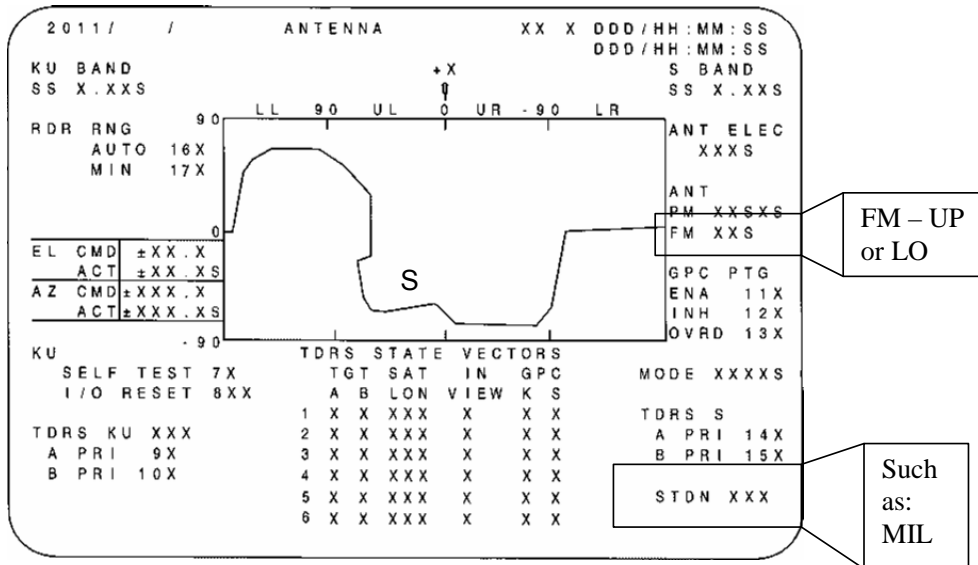 2011/ / ANTENNA XX X DDD/HH:MM:SS
DDD/HH:MM:SS
KU BAND +X S BAND
SS X.XXS SS X.XXS
LL 90 UL 0 UR -90 LR
90
RDR RNG ANT ELEC
AUTO 16X XXXS
MIN 17X
ANT
PM XXSXS
0 FM XXS
FM – UP
or LO
EL CMD ±XX.X
ACT ±XX.XS GPC PTG
AZ CMD ±XXX.X S ENA 11X
ACT ±XXX.XS INH 12X
OVRD 13X
-90
KU TDRS STATE VECTORS
SELF TEST 7X TGT SAT IN GPC MODE XXXXS
I/O RESET 8XX A B LON VIEW K S
1 X X XXX X X X TDRS S
TDRS KU XXX 2 X X XXX X X X A PRI 14X
A PRI 9X 3 X X XXX X X X B PRI 15X
B PRI 10X 4 X X XXX X X X
5 X X XXX X X X STDN XXX
6 X X XXX X X X
Such
as:
MIL